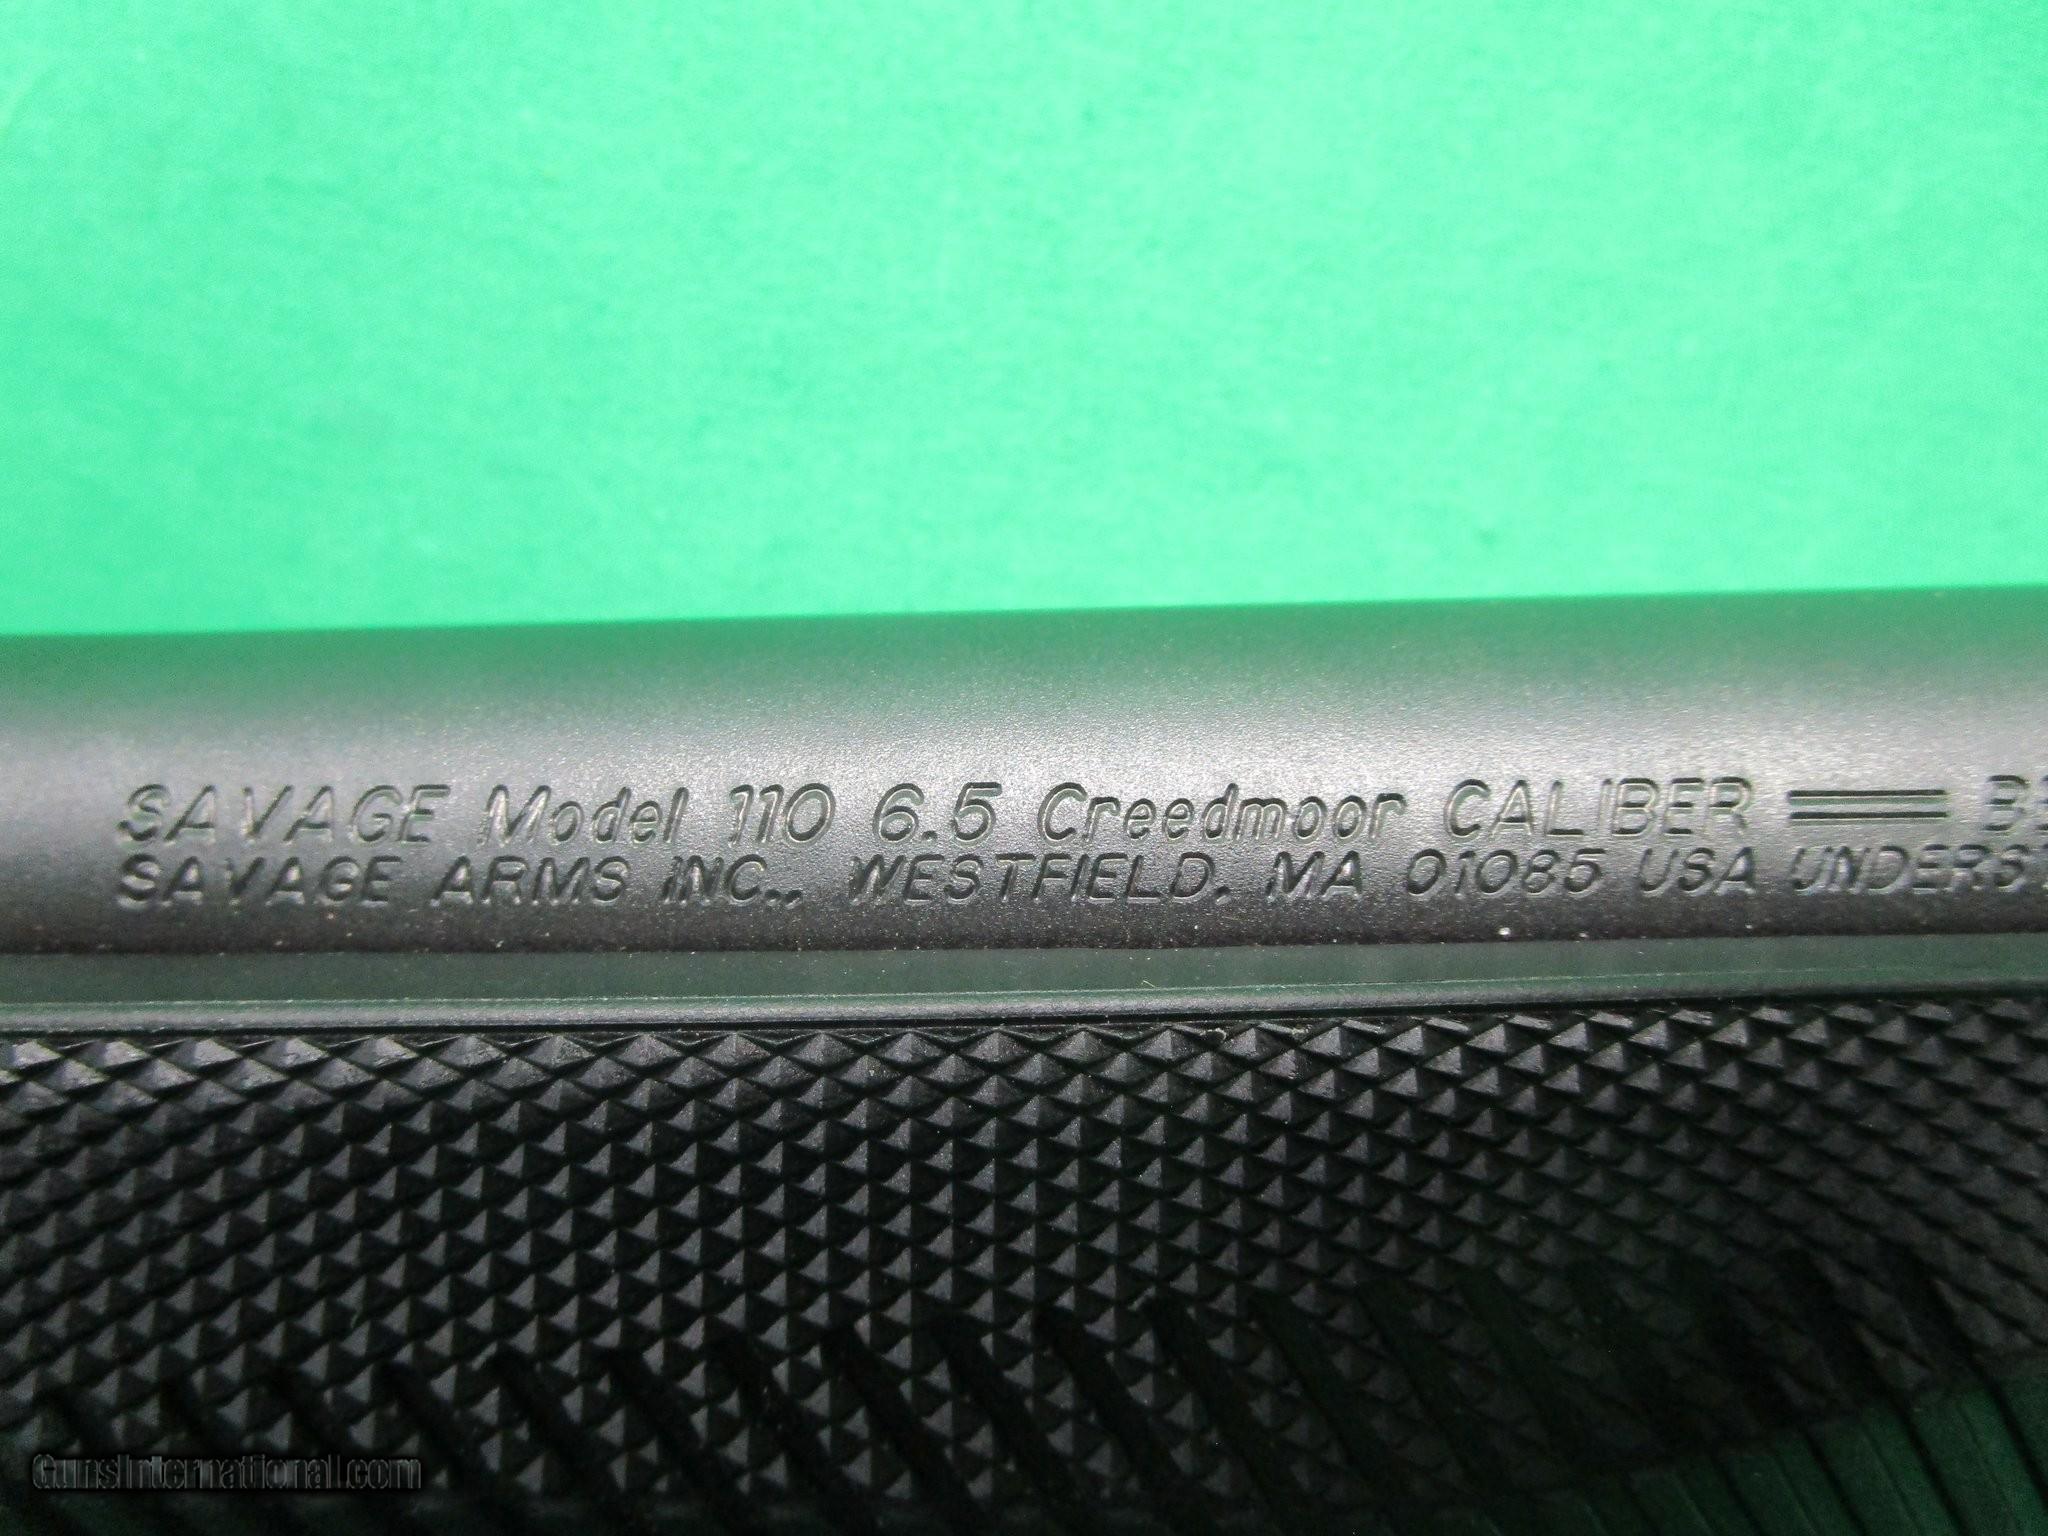 SAVAGE Model 110 6.5 Creedmoor CALIBER
SAVAGE ARMS INC., WESTFIELD, MA 01085 USA
GunsInternational.com